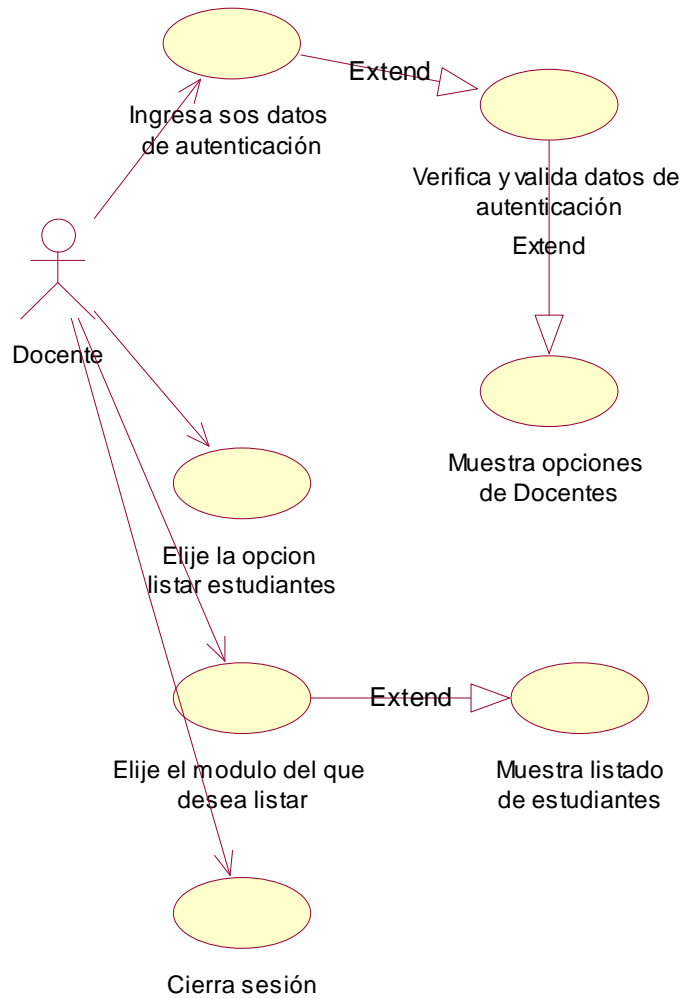 Extend
Ingresa sos datos
de autenticación
Verifica y valida datos de
autenticación
Extend
Docente
Muestra opciones
de Docentes
Elije la opcion
listar estudiantes
Extend
Elije el modulo del que
desea listar
Muestra listado
de estudiantes
Cierra sesión